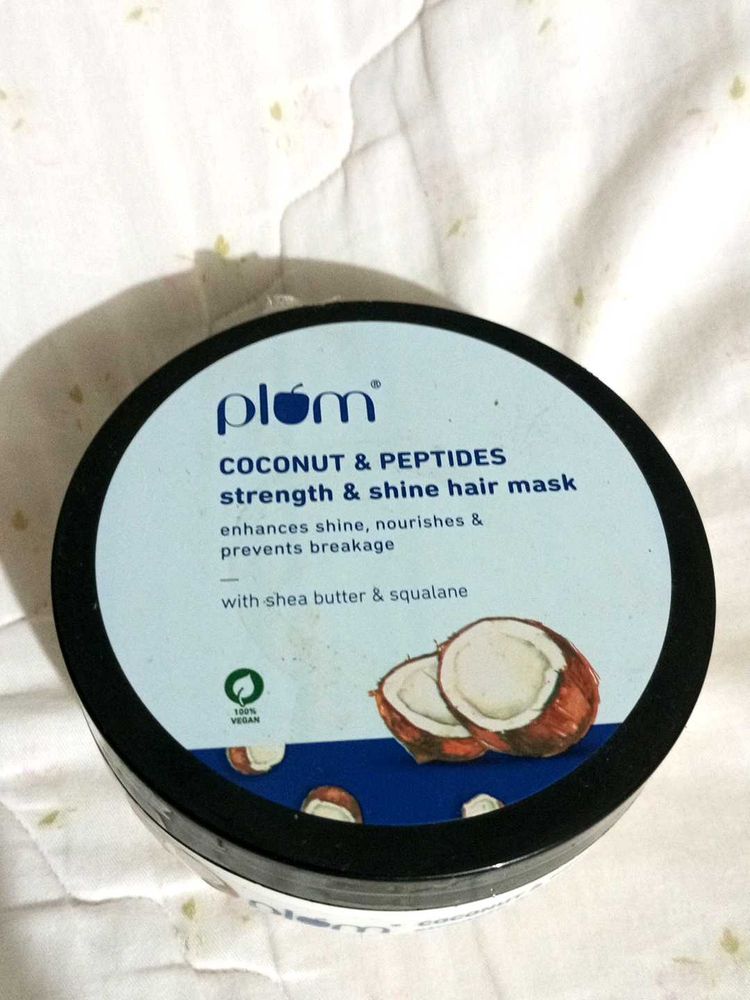 plum®
COCONUT & PEPTIDES
strength & shine hair mask
enhances shine, nourishes &
prevents breakage
with shea butter & squalane
100%
VEGAN
plum
COCONUT &